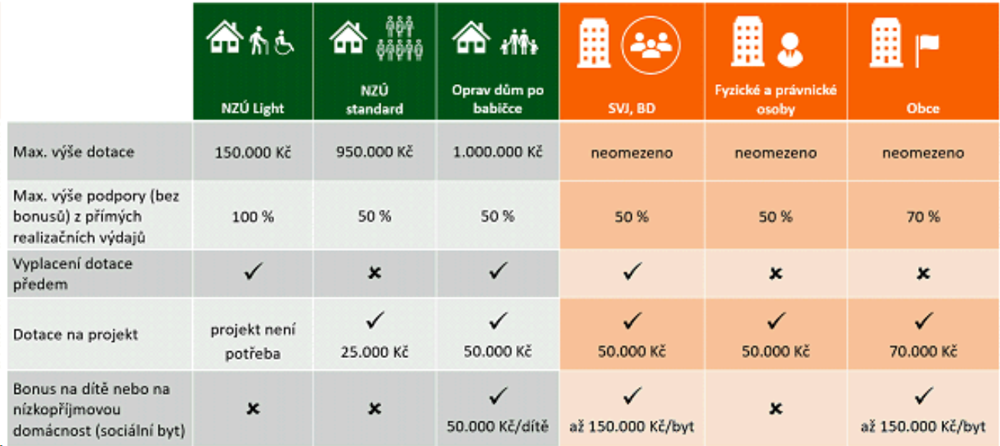 NZÚ Light
NZÚ
standard
Oprav dům po
babičce
SVJ, BD
Fyzické a právnické
osoby
Obce
Max. výše dotace
150.000 Kč
950.000 Kč
1.000.000 Kč
neomezeno
neomezeno
neomezeno
Max. výše podpory (bez
bonusů) z přímých
realizačních výdajů
100 %
50 %
50 %
50 %
50 %
70 %
Vyplacení dotace
předem
✓
✗
✓
✓
✗
✗
Dotace na projekt
projekt není
potřeba
✓
25.000 Kč
✓
50.000 Kč
✓
50.000 Kč
✓
50.000 Kč
✓
70.000 Kč
Bonus na dítě nebo na
nízkopříjmovou
domácnost (sociální byt)
✗
✗
✓
50.000 Kč/dítě
✓
až 150.000 Kč/byt
✗
✓
až 150.000 Kč/byt